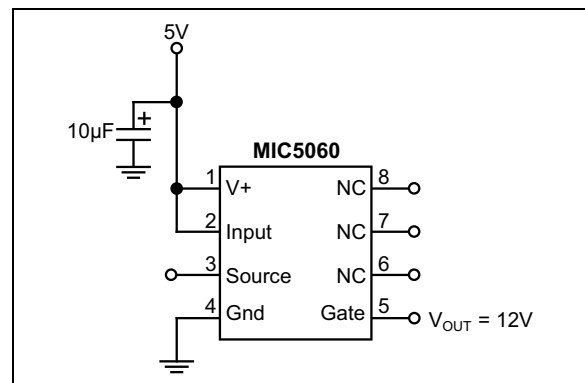 5V
+
10µF
MIC5060
1 V+ NC 8
2 Input NC 7
3 Source NC 6
4 Gnd Gate 5
VOUT = 12V